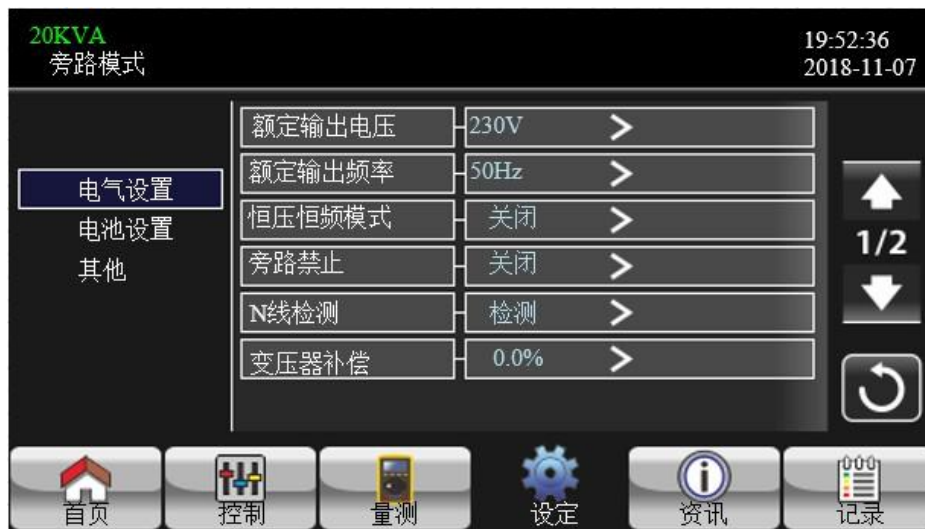 20KVA
旁路模式
19:52:36
2018-11-07
电气设置
电池设置
其他
额定输出电压 230V
额定输出频率 50Hz
恒压恒频模式 关闭
旁路禁止 关闭
N线检测 检测
变压器补偿 0.0%
1/2
首页 控制 量测 设定 资讯 记录